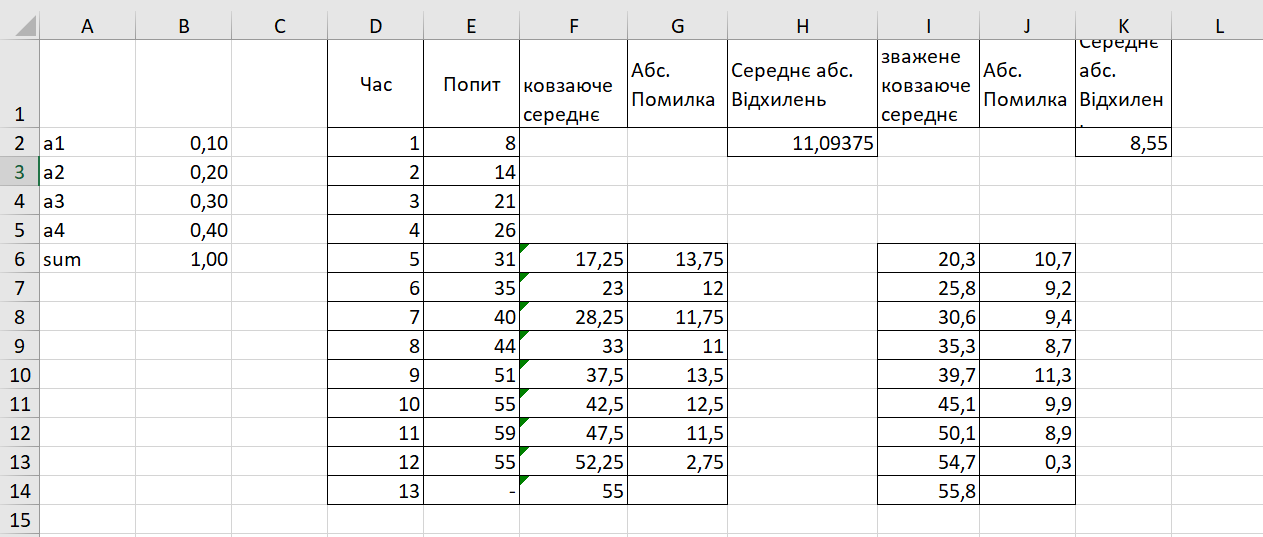 A B C D E F G H I J K L
1 Час Попит ковзаюче середнє Абс. Помилка Середнє абс. Відхилень зважене ковзаюче середнє Абс. Помилка Середнє абс. Відхилен
2 a1 0,10 1 8 11,09375 8,55
3 a2 0,20 2 14
4 a3 0,30 3 21
5 a4 0,40 4 26
6 sum 1,00 5 31 17,25 13,75 20,3 10,7
7 6 35 23 12 25,8 9,2
8 7 40 28,25 11,75 30,6 9,4
9 8 44 33 11 35,3 8,7
10 9 51 37,5 13,5 39,7 11,3
11 10 55 42,5 12,5 45,1 9,9
12 11 59 47,5 11,5 50,1 8,9
13 12 55 52,25 2,75 54,7 0,3
14 13 - 55 55,8
15